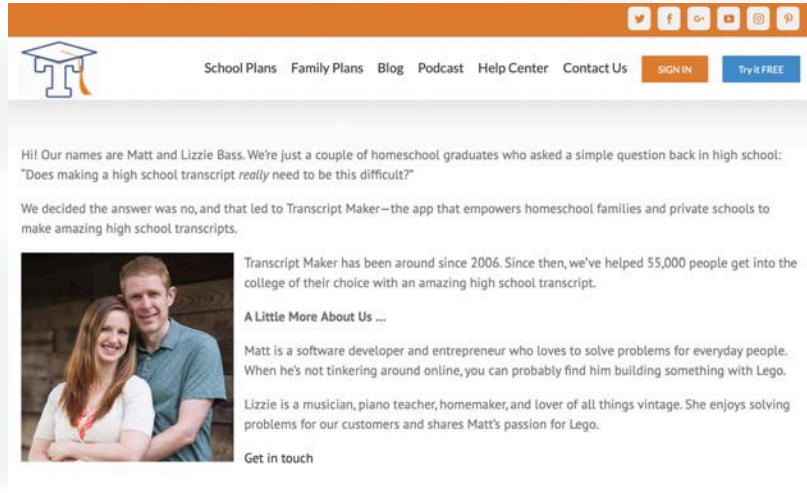 School Plans Family Plans Blog Podcast Help Center Contact Us SIGN IN Try it FREE
Hi! Our names are Matt and Lizzie Bass. We're just a couple of homeschool graduates who asked a simple question back in high school:
"Does making a high school transcript really need to be this difficult?"
We decided the answer was no, and that led to Transcript Maker—the app that empowers homeschool families and private schools to
make amazing high school transcripts.
Transcript Maker has been around since 2006. Since then, we've helped 55,000 people get into the
college of their choice with an amazing high school transcript.
A Little More About Us ...
Matt is a software developer and entrepreneur who loves to solve problems for everyday people.
When he's not tinkering around online, you can probably find him building something with Lego.
Lizzie is a musician, piano teacher, homemaker, and lover of all things vintage. She enjoys solving
problems for our customers and shares Matt's passion for Lego.
Get in touch